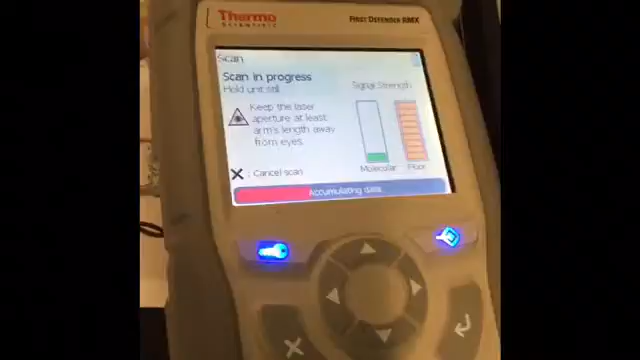 Thermo
SCIENTIFIC
FIRST DEFENDER RMX
Scan
Scan in progress
Hold unit still.
Signal Strength
Keep the laser
aperture at least
arm's length away
from eyes.
Molecular
Fluor
: Cancel scan
Accumulating data